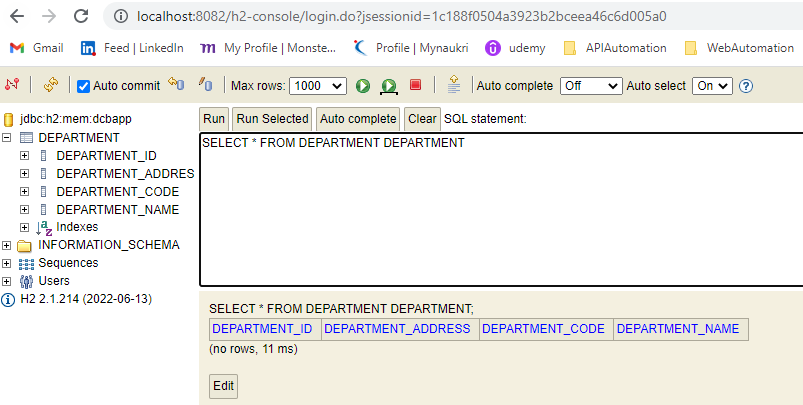 localhost:8082/h2-console/login.do?jsessionid=1c188f0504a3923b2bceea46c6d005a0
Gmail Feed | LinkedIn My Profile | Monste... Profile | Mynaukri udemy APIAutomation WebAutomation
Auto commit Max rows: 1000 Auto complete Off Auto select On ?
jdbc:h2:mem:dcbapp
DEPARTMENT
DEPARTMENT_ID
DEPARTMENT_ADDRES
DEPARTMENT_CODE
DEPARTMENT_NAME
Indexes
INFORMATION_SCHEMA
Sequences
Users
H2 2.1.214 (2022-06-13)
Run Run Selected Auto complete Clear SQL statement:
SELECT * FROM DEPARTMENT DEPARTMENT
SELECT * FROM DEPARTMENT DEPARTMENT;
DEPARTMENT_ID DEPARTMENT_ADDRESS DEPARTMENT_CODE DEPARTMENT_NAME
(no rows, 11 ms)
Edit